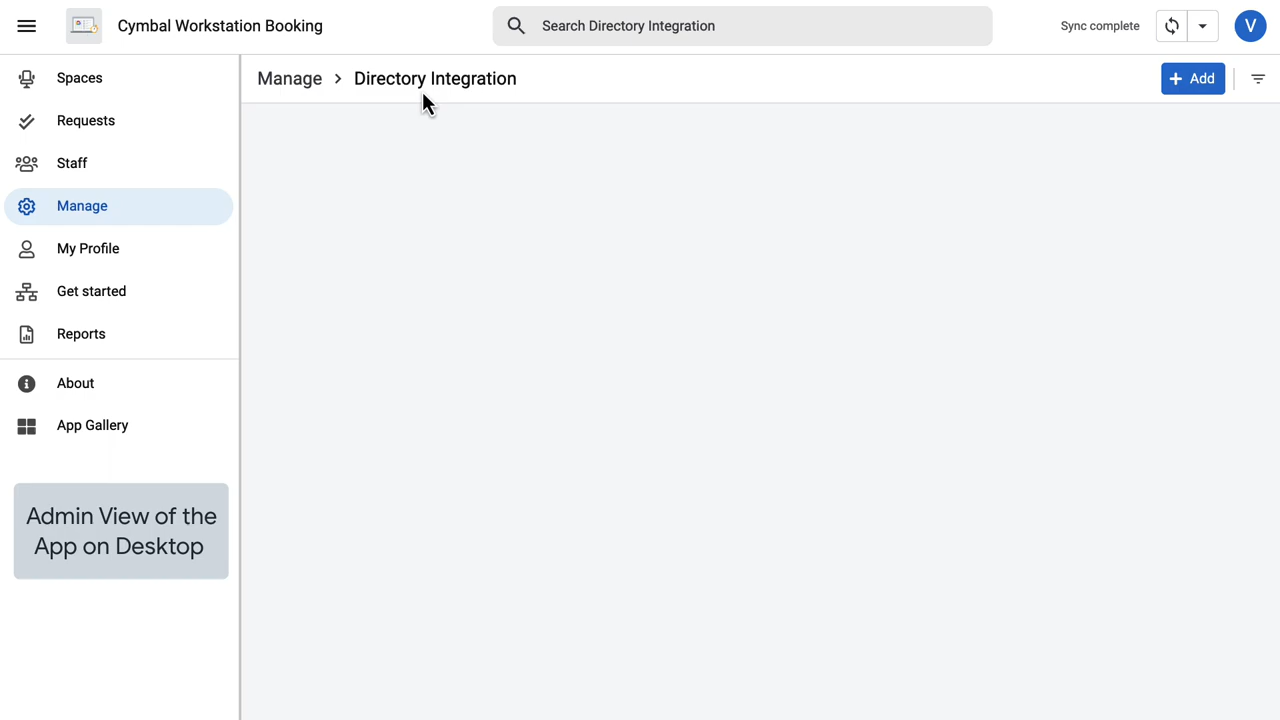 Cymbal Workstation Booking
Search Directory Integration
Sync complete
V
Manage > Directory Integration
+ Add
Spaces
Requests
Staff
Manage
My Profile
Get started
Reports
About
App Gallery
Admin View of the
App on Desktop